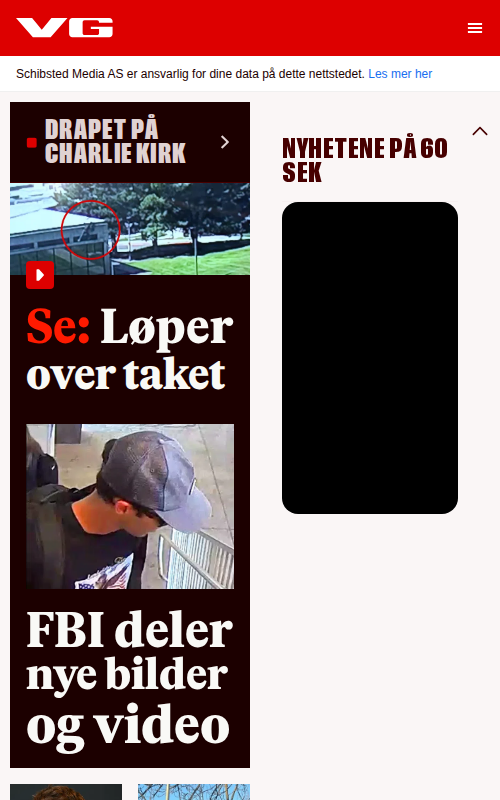 VG
Schibsted Media AS er ansvarlig for dine data på dette nettstedet. Les mer her
DRAPET PÅ
CHARLIE KIRK
Se: Løper
over taket
FBI deler
nye bilder
og video
NYHETENE PÅ 60
SEK